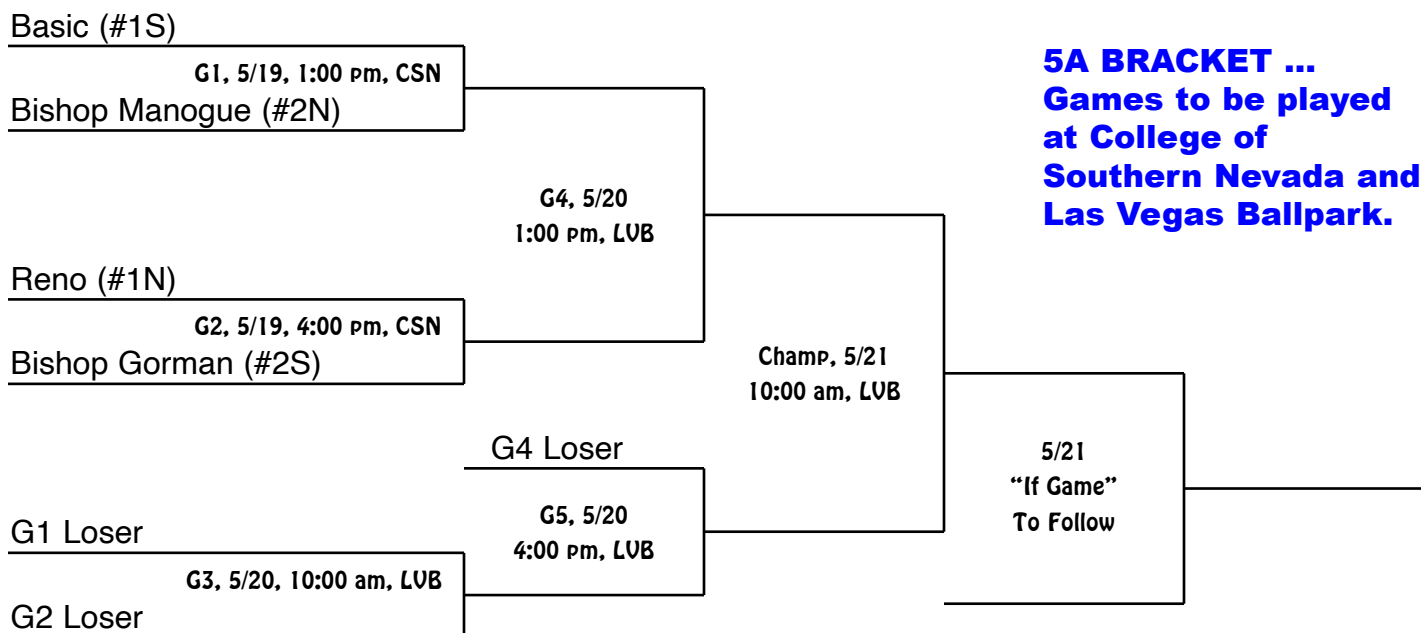 Basic (#1S)
G1, 5/19, 1:00 pm, CSN
Bishop Manogue (#2N)
5A BRACKET ...
Games to be played
at College of
Southern Nevada and
Las Vegas Ballpark.
G4, 5/20
1:00 pm, LVB
Reno (#1N)
G2, 5/19, 4:00 pm, CSN
Bishop Gorman (#2S)
Champ, 5/21
10:00 am, LVB
G4 Loser
G5, 5/20
4:00 pm, LVB
5/21
“If Game”
To Follow
G1 Loser
G3, 5/20, 10:00 am, LVB
G2 Loser